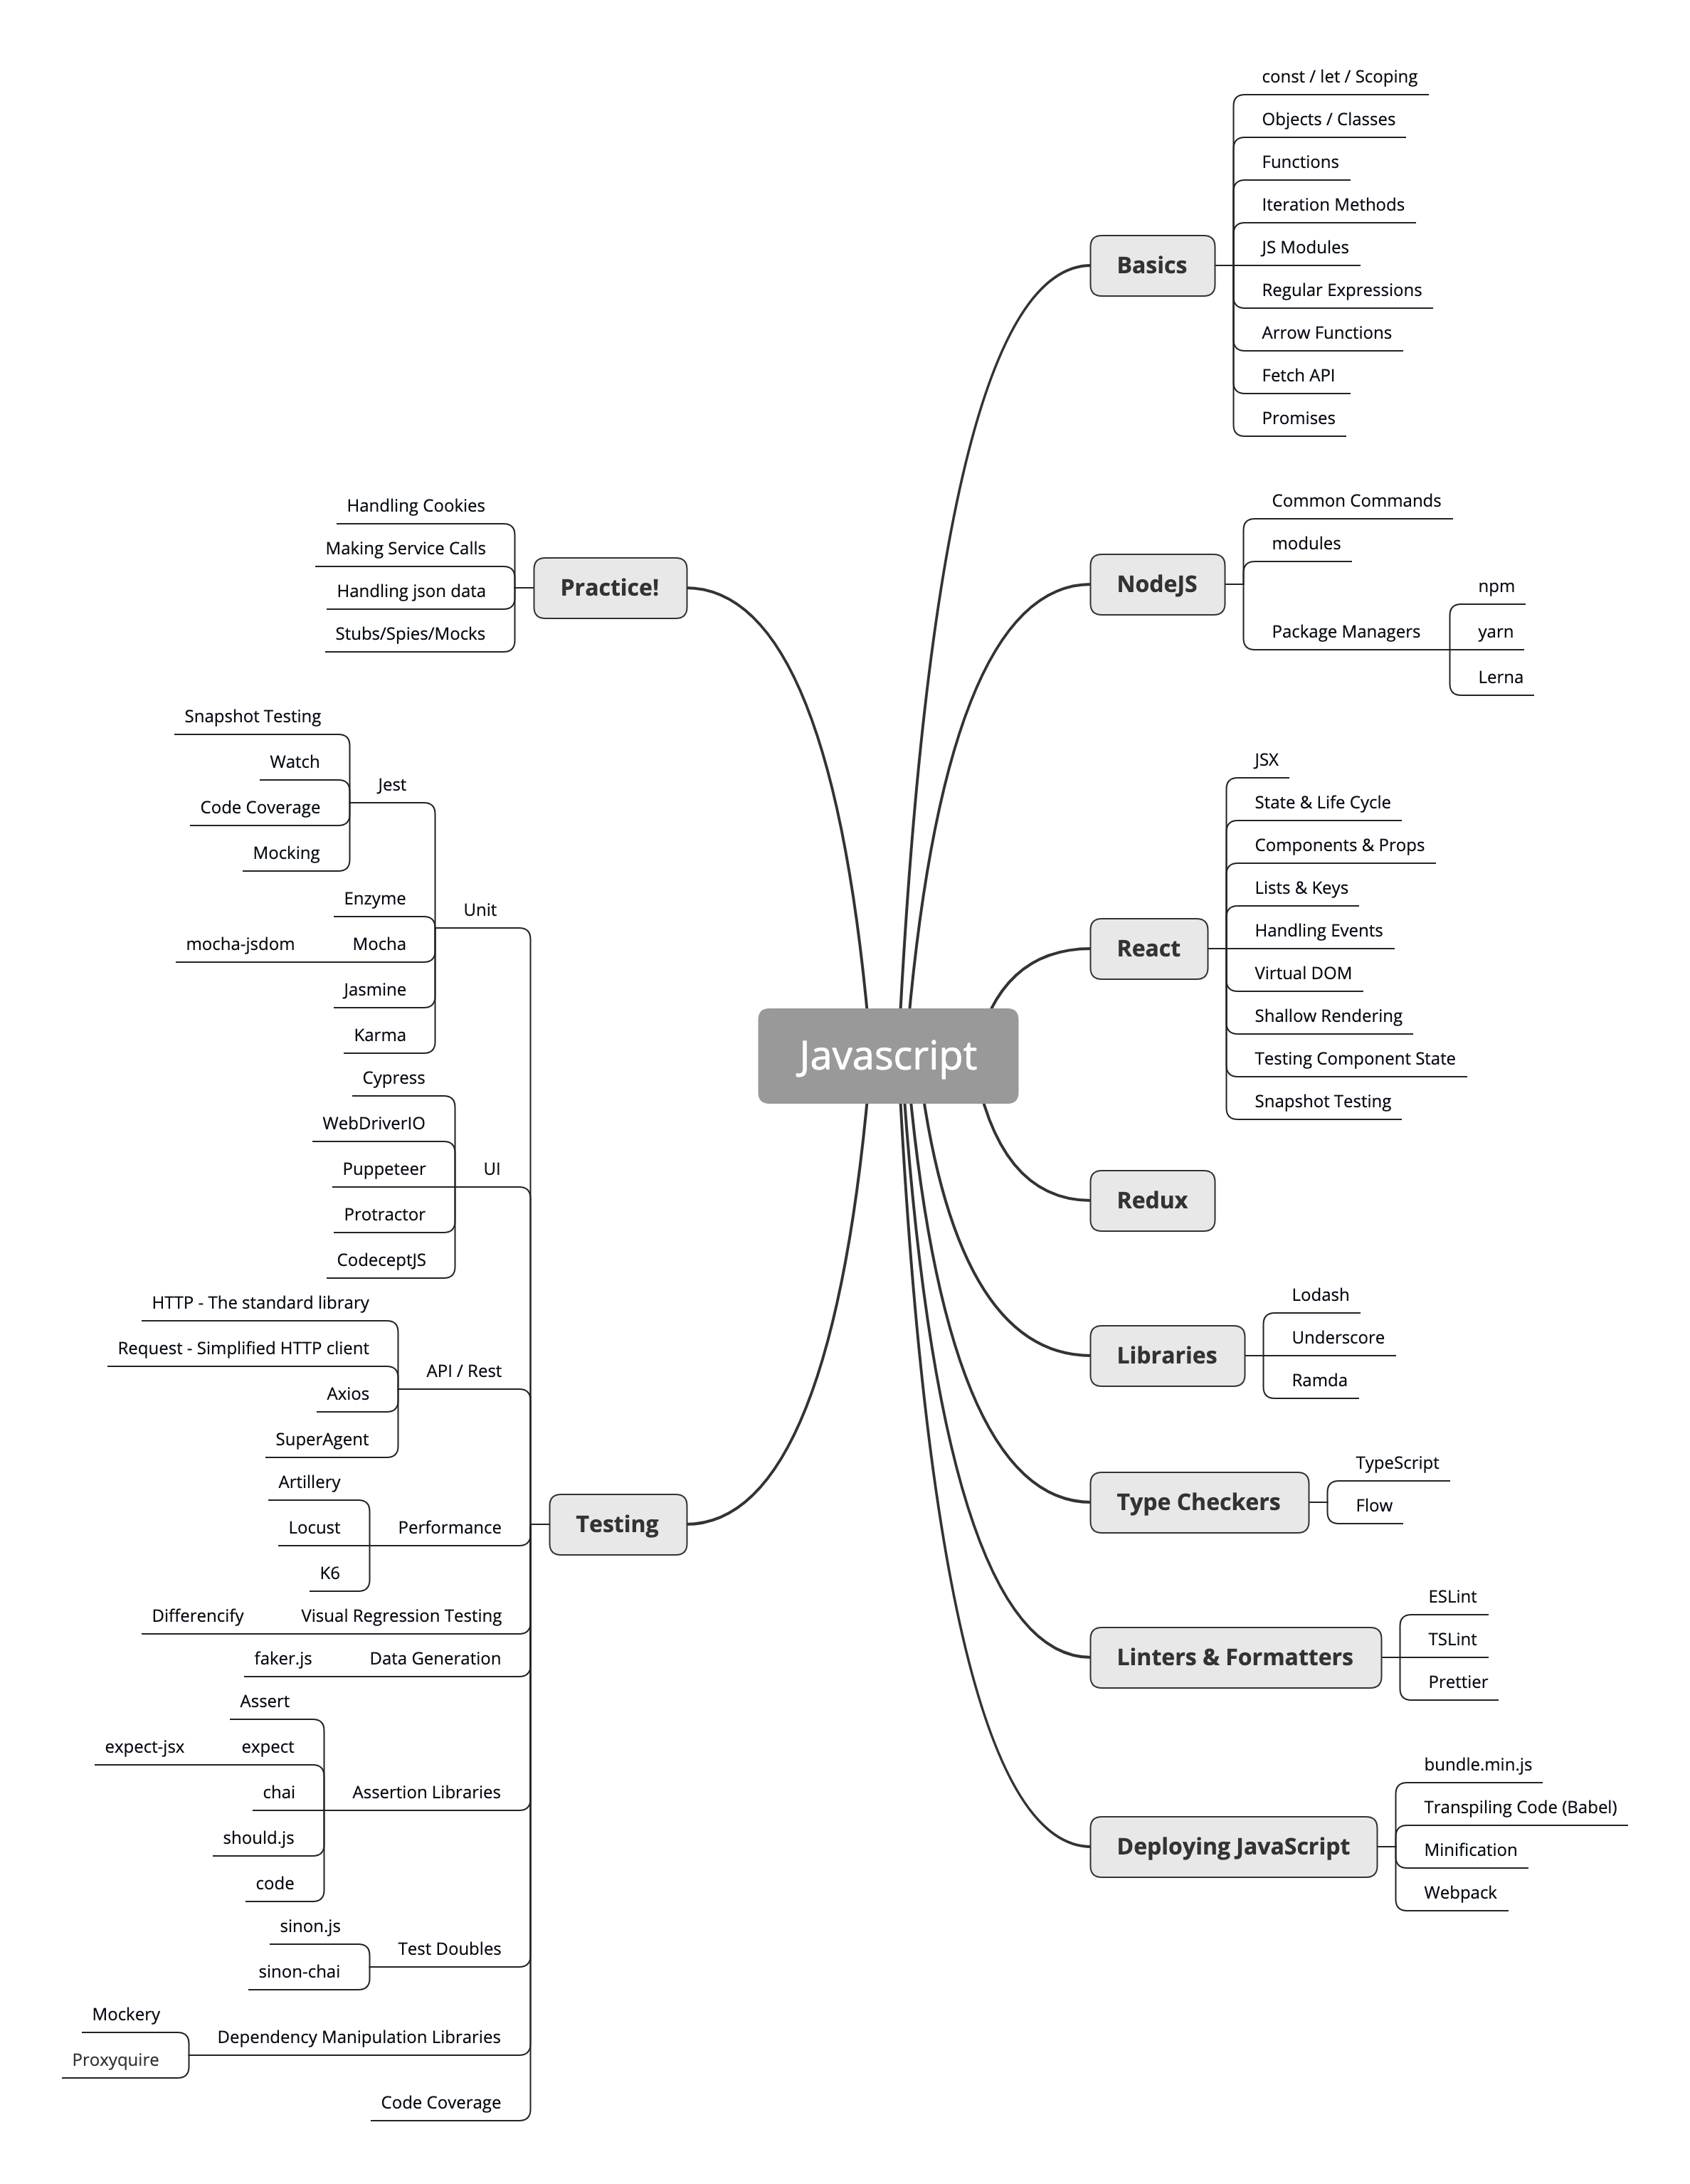 Javascript
Basics
const / let / Scoping
Objects / Classes
Functions
Iteration Methods
JS Modules
Regular Expressions
Arrow Functions
Fetch API
Promises
NodeJS
Common Commands
modules
Package Managers
npm
yarn
Lerna
React
JSX
State & Life Cycle
Components & Props
Lists & Keys
Handling Events
Virtual DOM
Shallow Rendering
Testing Component State
Snapshot Testing
Redux
Libraries
Lodash
Underscore
Ramda
Type Checkers
TypeScript
Flow
Linters & Formatters
ESLint
TSLint
Prettier
Deploying JavaScript
bundle.min.js
Transpiling Code (Babel)
Minification
Webpack
Practice!
Handling Cookies
Making Service Calls
Handling json data
Stubs/Spies/Mocks
Testing
Unit
Jest
Snapshot Testing
Watch
Code Coverage
Mocking
Enzyme
Mocha
mocha-jsdom
Jasmine
Karma
UI
Cypress
WebDriverIO
Puppeteer
Protractor
CodeceptJS
API / Rest
HTTP - The standard library
Request - Simplified HTTP client
Axios
SuperAgent
Performance
Artillery
Locust
K6
Visual Regression Testing
Differencify
Data Generation
faker.js
Assertion Libraries
Assert
expect
expect-jsx
chai
should.js
code
Test Doubles
sinon.js
sinon-chai
Dependency Manipulation Libraries
Mockery
Proxyquire
Code Coverage